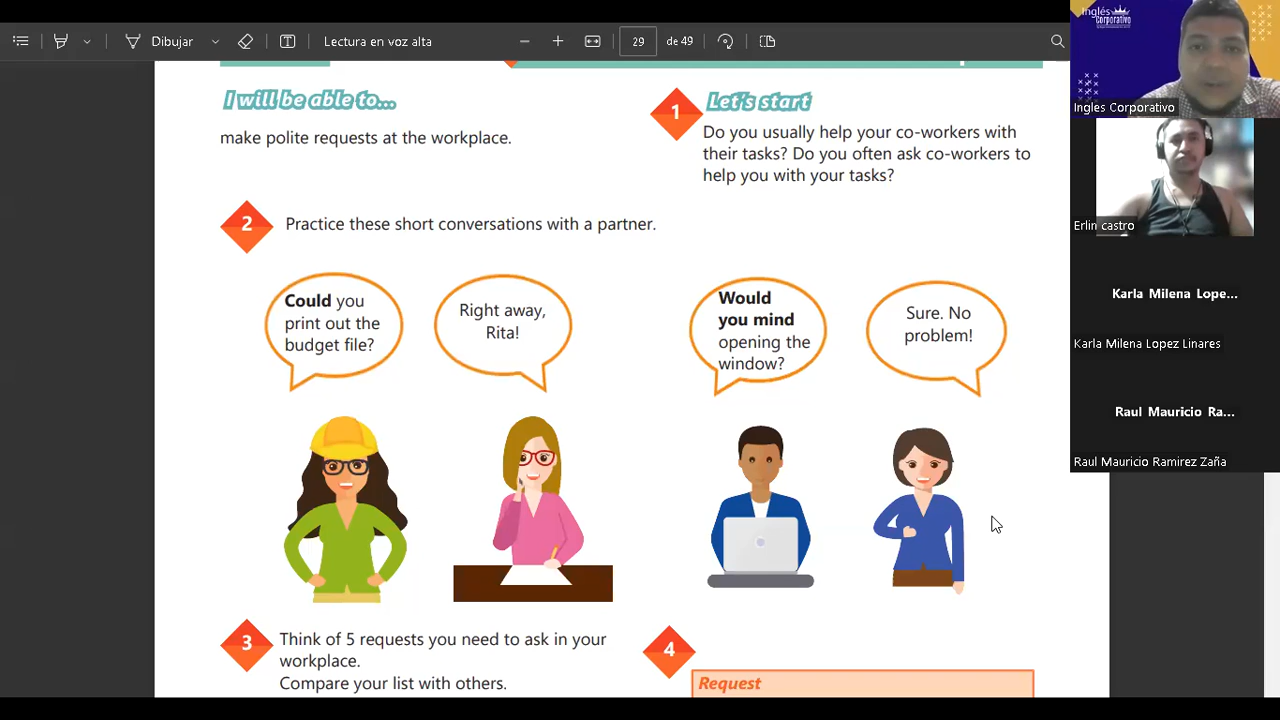 Dibujar
Lectura en voz alta
29
de 49
I will be able to...
make polite requests at the workplace.
1
Let's start
Do you usually help your co-workers with
their tasks? Do you often ask co-workers to
help you with your tasks?
2
Practice these short conversations with a partner.
Could you
print out the
budget file?
Right away,
Rita!
Would
you mind
opening the
window?
Sure. No
problem!
3
Think of 5 requests you need to ask in your
workplace.
Compare your list with others.
4
Request
Inglés
Corporativo
Ingles Corporativo
Erlin castro
Karla Milena Lope...
Karla Milena Lopez Linares
Raul Mauricio Ra...
Raul Mauricio Ramirez Zaña